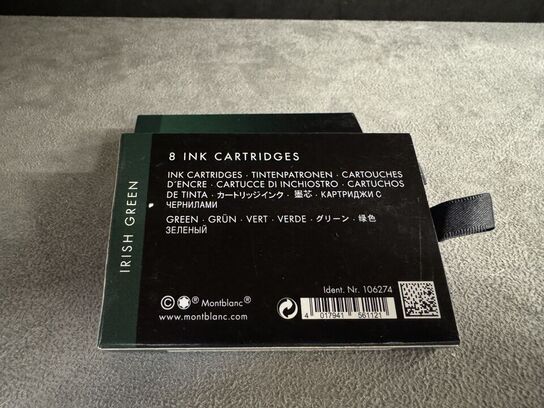 IRISH GREEN
8 INK CARTRIDGES
INK CARTRIDGES · TINTENPATRONEN · CARTOUCHES
D'ENCRE · CARTUCCE DI INCHIOSTRO · CARTUCHOS
DE TINTA · カートリッジインク · 墨芯 · КАРТРИДЖИ С
ЧЕРНИЛАМИ
GREEN · GRÜN · VERT · VERDE · グリーン · 绿色
ЗЕЛЕНЫЙ
Ident. Nr. 106274
© Montblanc®
www.montblanc.com
4 017941 561121